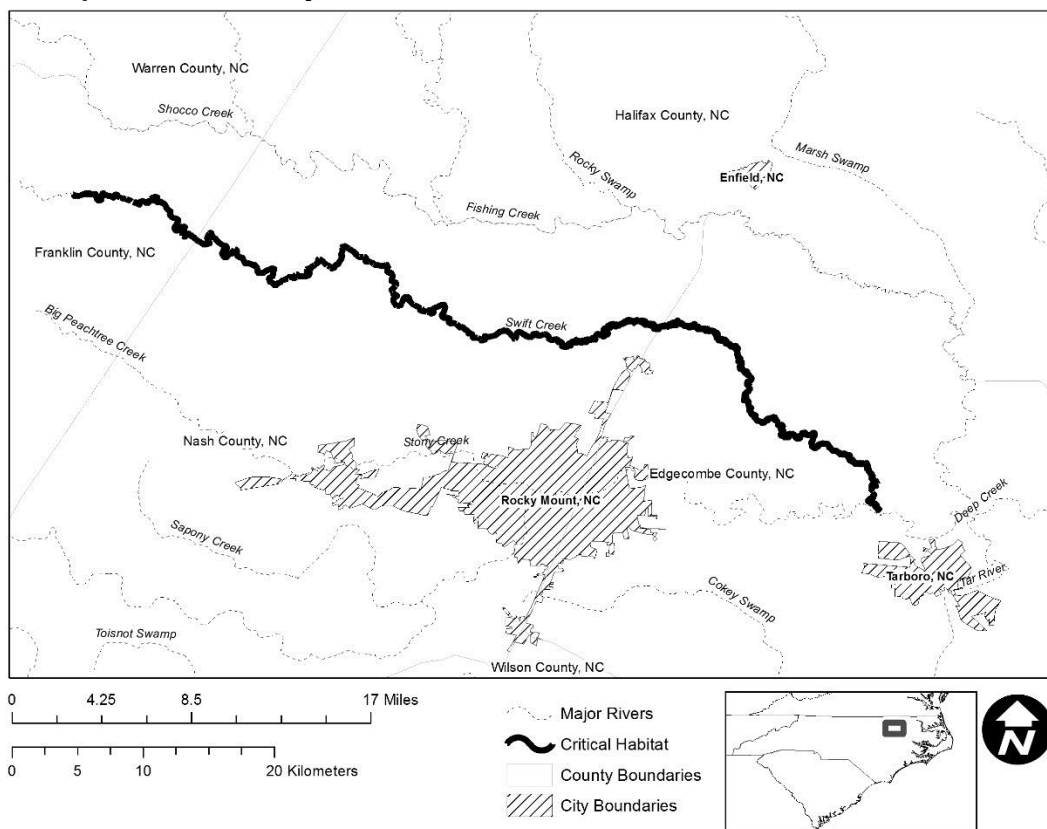 Warren County, NC
Shocco Creek
Halifax County, NC
Marsh Swamp
Rocky Swamp
Enfield, NC
Fishing Creek
Franklin County, NC
Big Peachtree Creek
Swift Creek
Nash County, NC
Stony Creek
Edgecombe County, NC
Rocky Mount, NC
Deep Creek
Sapony Creek
Tarboro, NC
Tar River
Cokey Swamp
Toisnot Swamp
Wilson County, NC
0 4.25 8.5 17 Miles
0 5 10 20 Kilometers
Major Rivers
Critical Habitat
County Boundaries
City Boundaries
N